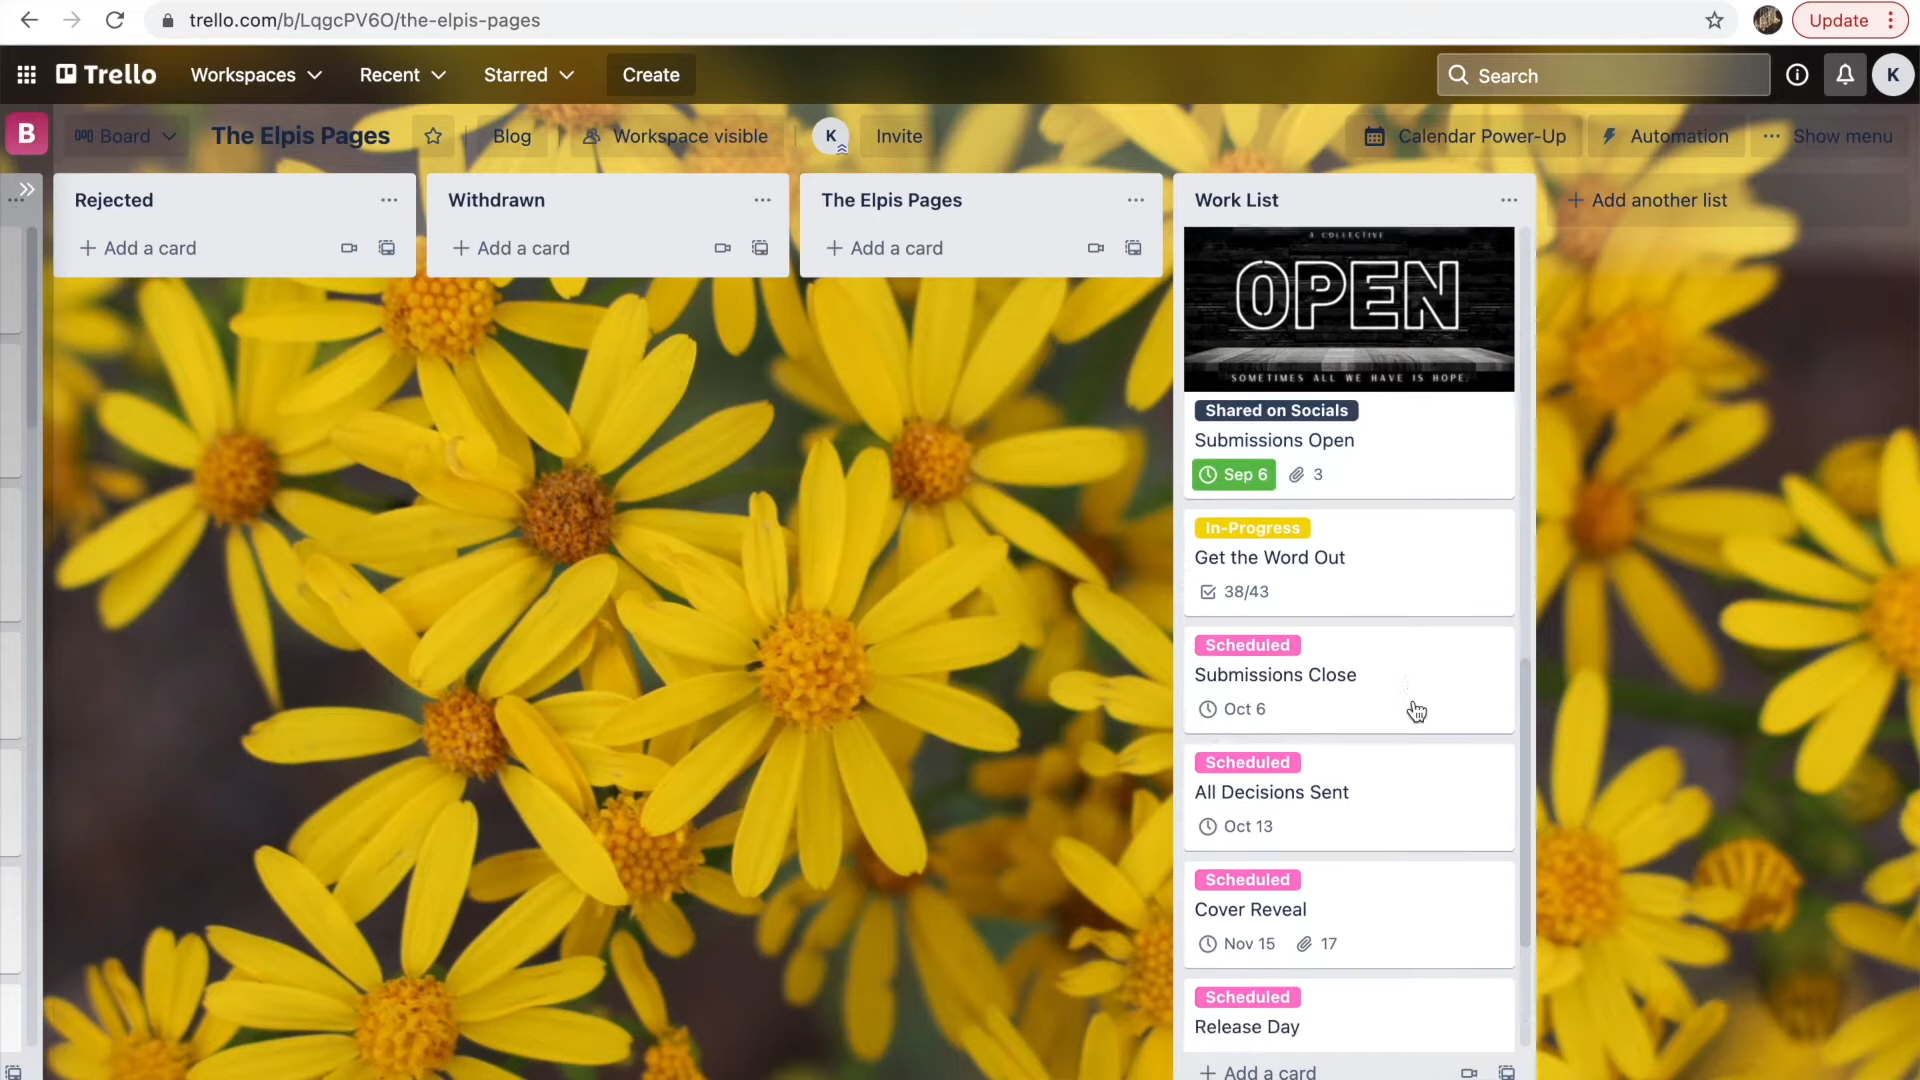 trello.com/b/LqgcPV6O/the-elpis-pages
Update
Trello
Workspaces
Recent
Starred
Create
Search
K
B
Board
The Elpis Pages
Blog
Workspace visible
K
Invite
Calendar Power-Up
Automation
Show menu
Rejected
+ Add a card
Withdrawn
+ Add a card
The Elpis Pages
+ Add a card
Work List
A COLLECTIVE
OPEN
SOMETIMES ALL WE HAVE IS HOPE.
Shared on Socials
Submissions Open
Sep 6
3
In-Progress
Get the Word Out
38/43
Scheduled
Submissions Close
Oct 6
Scheduled
All Decisions Sent
Oct 13
Scheduled
Cover Reveal
Nov 15
17
Scheduled
Release Day
+ Add a card
+ Add another list